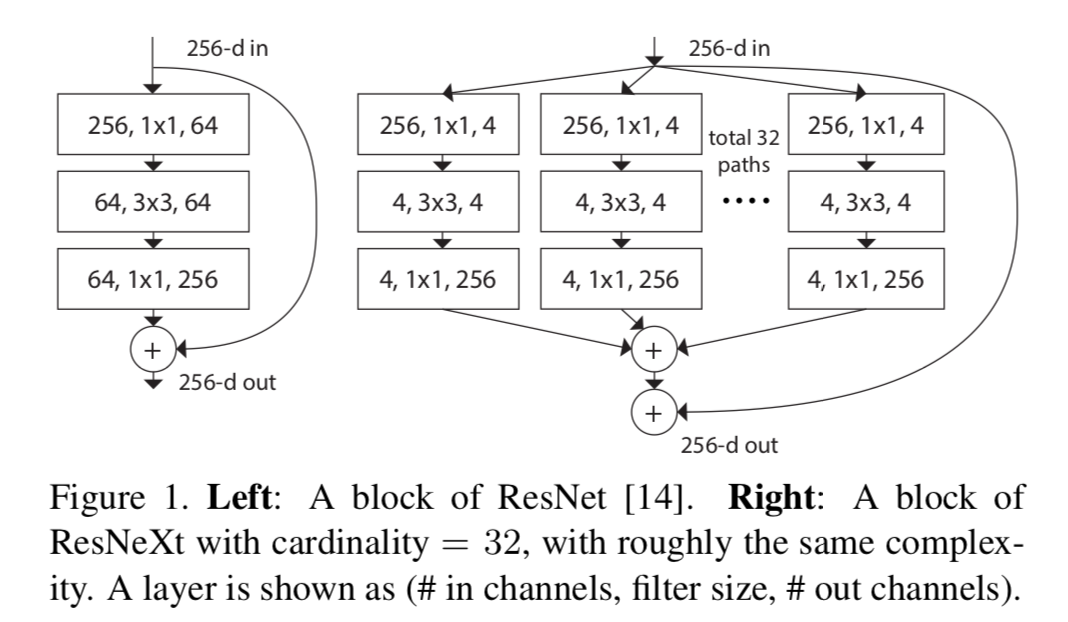 256-d in
256, 1x1, 64
64, 3x3, 64
64, 1x1, 256
+
256-d out
256-d in
256, 1x1, 4
256, 1x1, 4
total 32
paths
256, 1x1, 4
4, 3x3, 4
4, 3x3, 4
....
4, 3x3, 4
4, 1x1, 256
4, 1x1, 256
4, 1x1, 256
+
+
256-d out
Figure 1. Left: A block of ResNet [14]. Right: A block of
ResNeXt with cardinality = 32, with roughly the same complex-
ity. A layer is shown as (# in channels, filter size, # out channels).